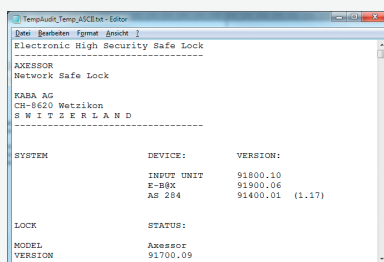 TempAudit_Temp_ASCII.txt - Editor
Datei Bearbeiten Format Ansicht ?
Electronic High Security Safe Lock
----------------------------------
AXESSOR
Network Safe Lock
KABA AG
CH-8620 Wetzikon
S W I T Z E R L A N D
----------------------------------
SYSTEM DEVICE: VERSION:
INPUT UNIT 91800.10
E-B@X 91900.06
AS 284 91400.01 (1.17)
LOCK STATUS:
MODEL Axessor
VERSION 91700.09